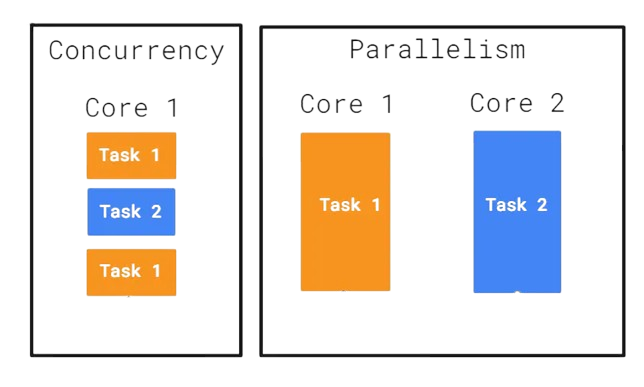 Concurrency
Core 1
Task 1
Task 2
Task 1
Parallelism
Core 1
Core 2
Task 1
Task 2